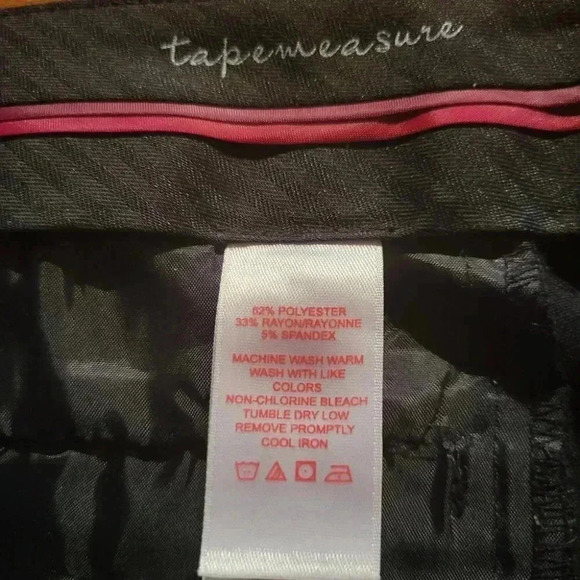 tapemeasure
62% POLYESTER
33% RAYON/RAYONNE
5% SPANDEX
MACHINE WASH WARM
WASH WITH LIKE
COLORS
NON-CHLORINE BLEACH
TUMBLE DRY LOW
REMOVE PROMPTLY
COOL IRON